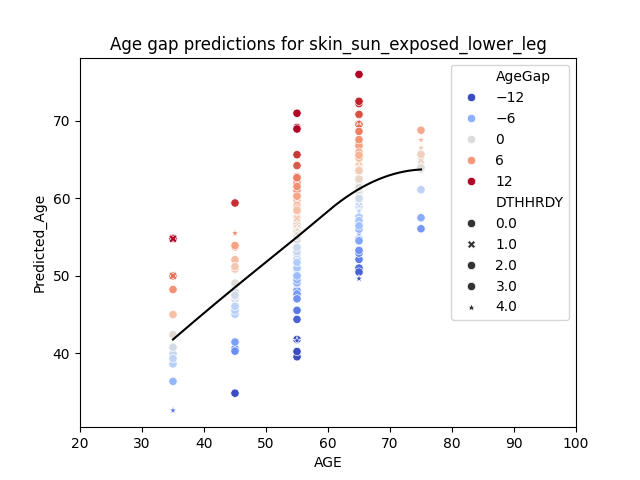 Age gap predictions for skin_sun_exposed_lower_leg
Predicted_Age
70
60
50
40
20 30 40 50 60 70 80 90 100
AGE
AgeGap
−12
−6
0
6
12
DTHHRDY
0.0
1.0
2.0
3.0
4.0